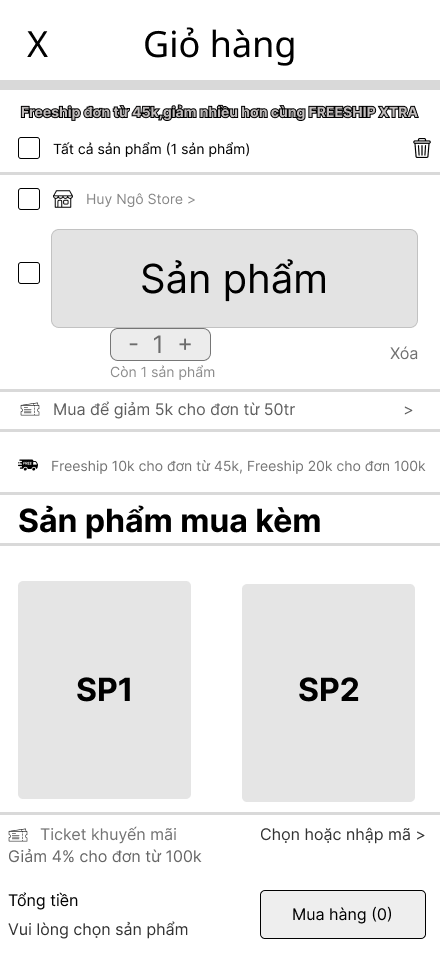 X Giỏ hàng
Freeship đơn từ 45k,giảm nhiều hơn cùng FREESHIP XTRA
Tất cả sản phẩm (1 sản phẩm)
Huy Ngô Store >
Sản phẩm
- 1 +
Xóa
Còn 1 sản phẩm
Mua để giảm 5k cho đơn từ 50tr >
Freeship 10k cho đơn từ 45k, Freeship 20k cho đơn 100k
Sản phẩm mua kèm
SP1 SP2
Ticket khuyến mãi Chọn hoặc nhập mã >
Giảm 4% cho đơn từ 100k
Tổng tiền
Vui lòng chọn sản phẩm
Mua hàng (0)